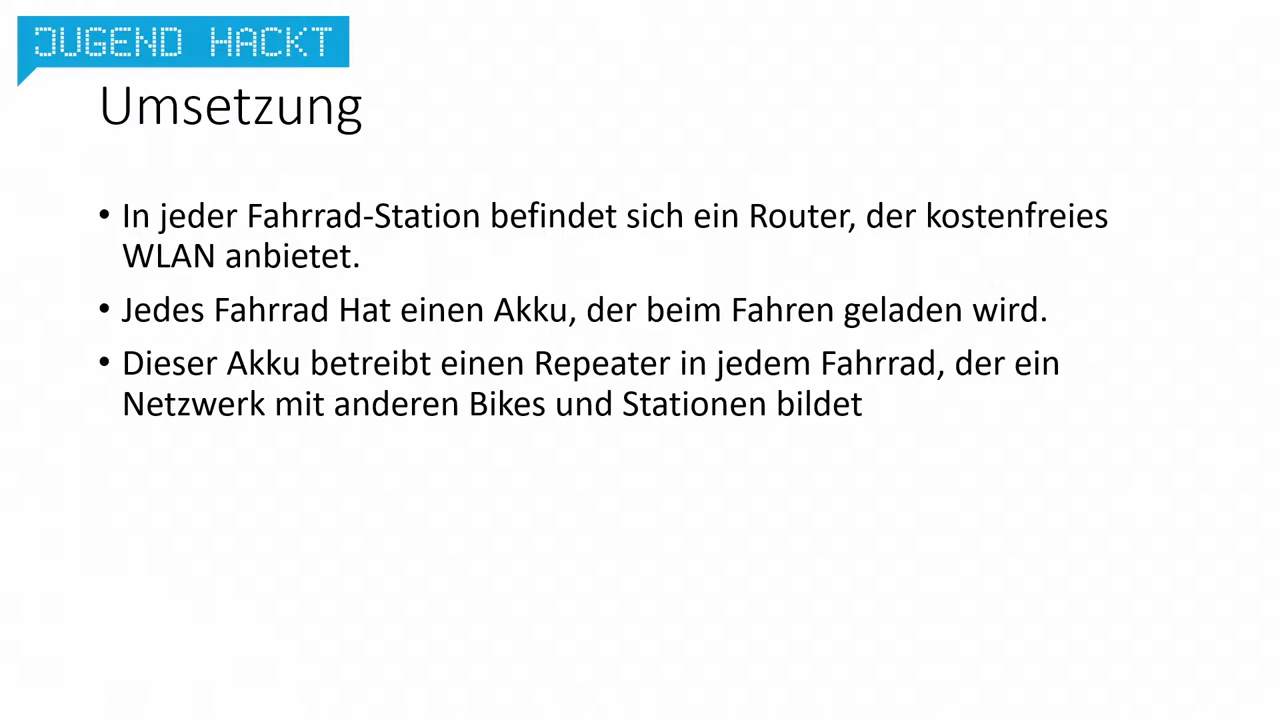 JUGEND HACKT
Umsetzung
• In jeder Fahrrad-Station befindet sich ein Router, der kostenfreies
WLAN anbietet.
• Jedes Fahrrad Hat einen Akku, der beim Fahren geladen wird.
• Dieser Akku betreibt einen Repeater in jedem Fahrrad, der ein
Netzwerk mit anderen Bikes und Stationen bildet